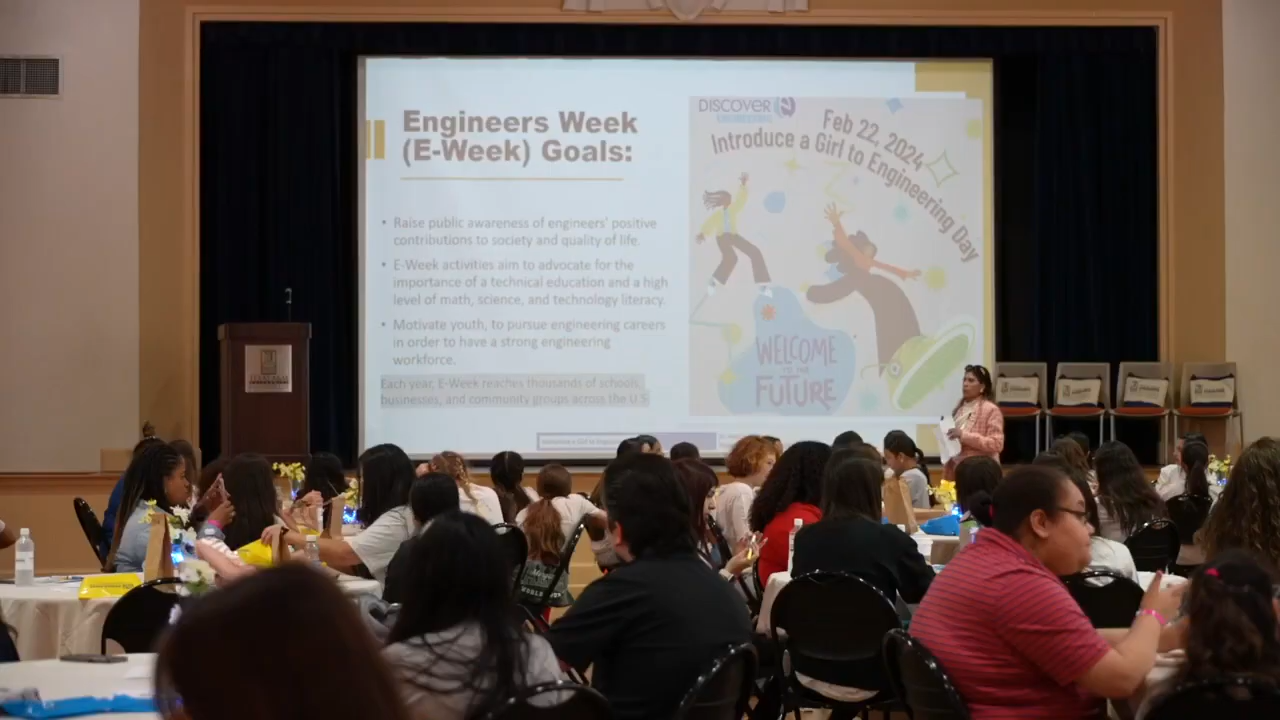 Engineers Week
(E-Week) Goals:
• Raise public awareness of engineers' positive
contributions to society and quality of life.
• E-Week activities aim to advocate for the
importance of a technical education and a high
level of math, science, and technology literacy.
• Motivate youth, to pursue engineering careers
in order to have a strong engineering
workforce.
Each year, E-Week reaches thousands of schools,
businesses, and community groups across the U.S
DISCOVER
ENGINEERING
Feb 22, 2024
Introduce a Girl to Engineering Day
WELCOME
TO THE
FUTURE